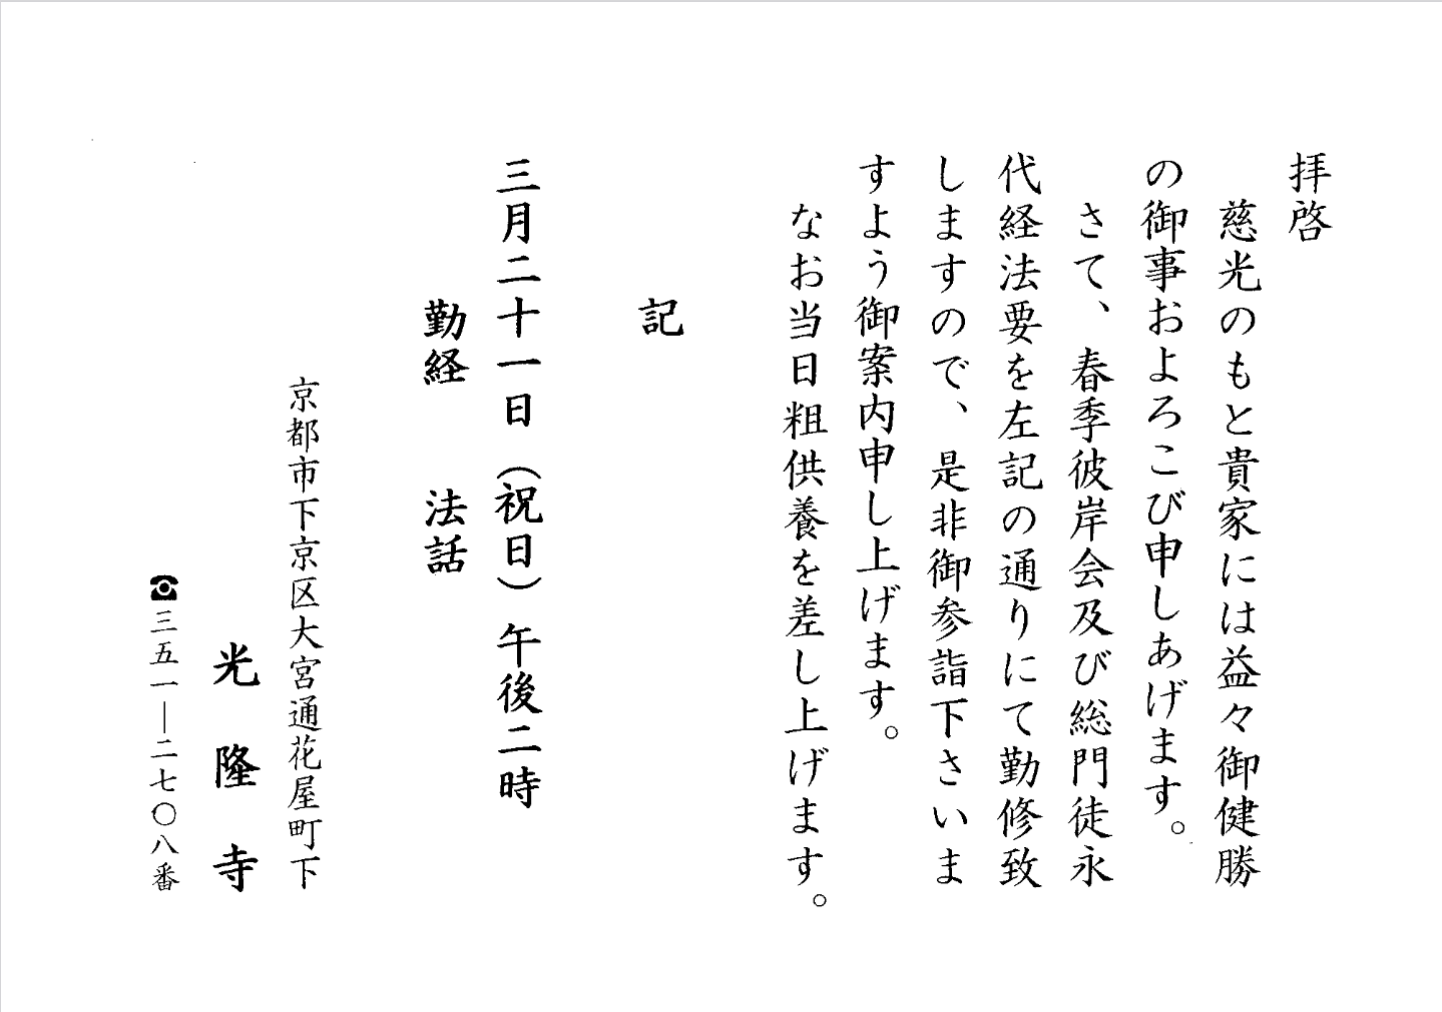 拝啓
慈光のもと貴家には益々御健勝
の御事およろこび申しあげます。
さて、春季彼岸会及び総門徒永
代経法要を左記の通りにて勤修致
しますので、是非御参詣下さいま
すよう御案内申し上げます。
なお当日粗供養を差し上げます。
記
三月二十一日（祝日）午後二時
勤経　法話
京都市下京区大宮通花屋町下
光隆寺
☎三五一―二七〇八番